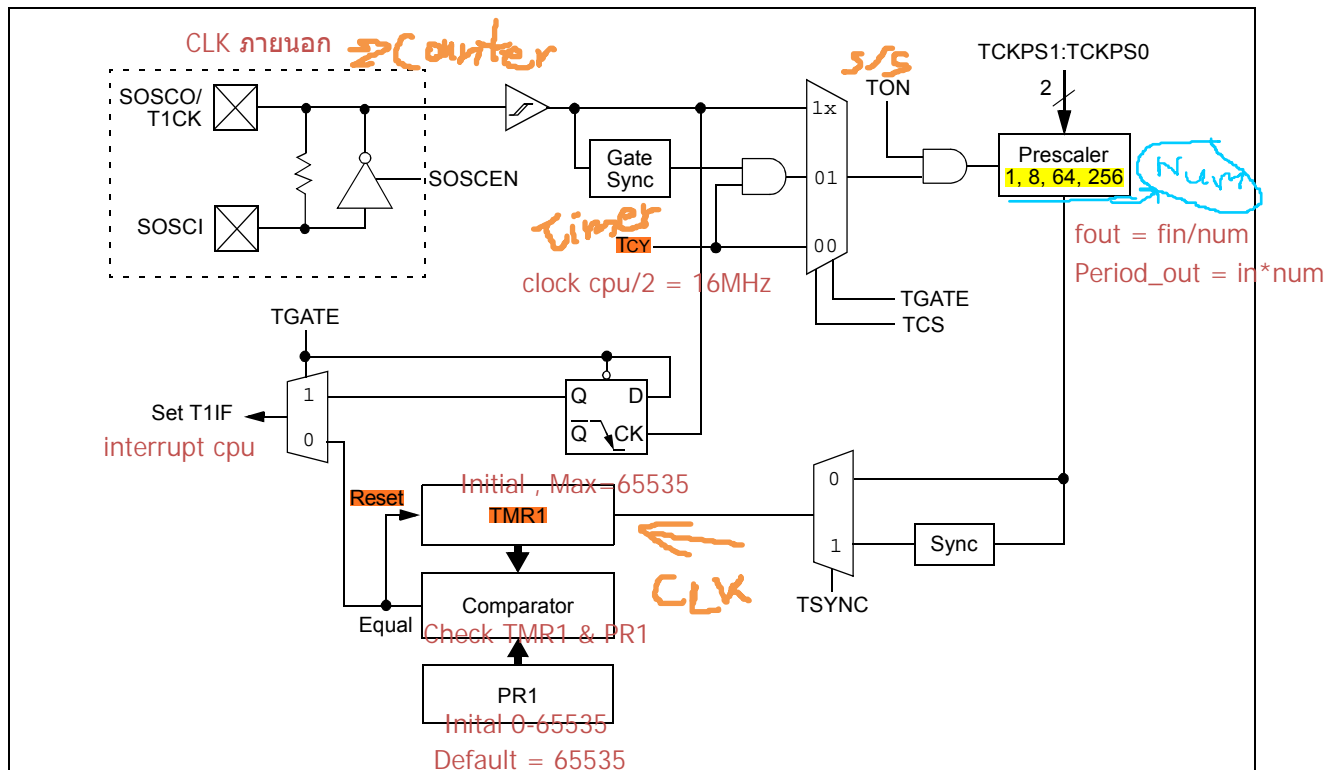 CLK ภายนอก
=>Counter
SOSCO/
T1CK
SOSCI
SOSCEN
Gate
Sync
Timer
TCY
clock cpu/2 = 16MHz
1x
01
00
S/S
TON
TCKPS1:TCKPS0
2
Prescaler
1, 8, 64, 256
Num
fout = fin/num
Period_out = in*num
TGATE
TCS
TGATE
1
0
Set T1IF
interrupt cpu
Q
D
Q
CK
Initial , Max=65535
Reset
TMR1
CLK
0
1
Sync
TSYNC
Comparator
Equal
Check TMR1 & PR1
PR1
Inital 0-65535
Default = 65535